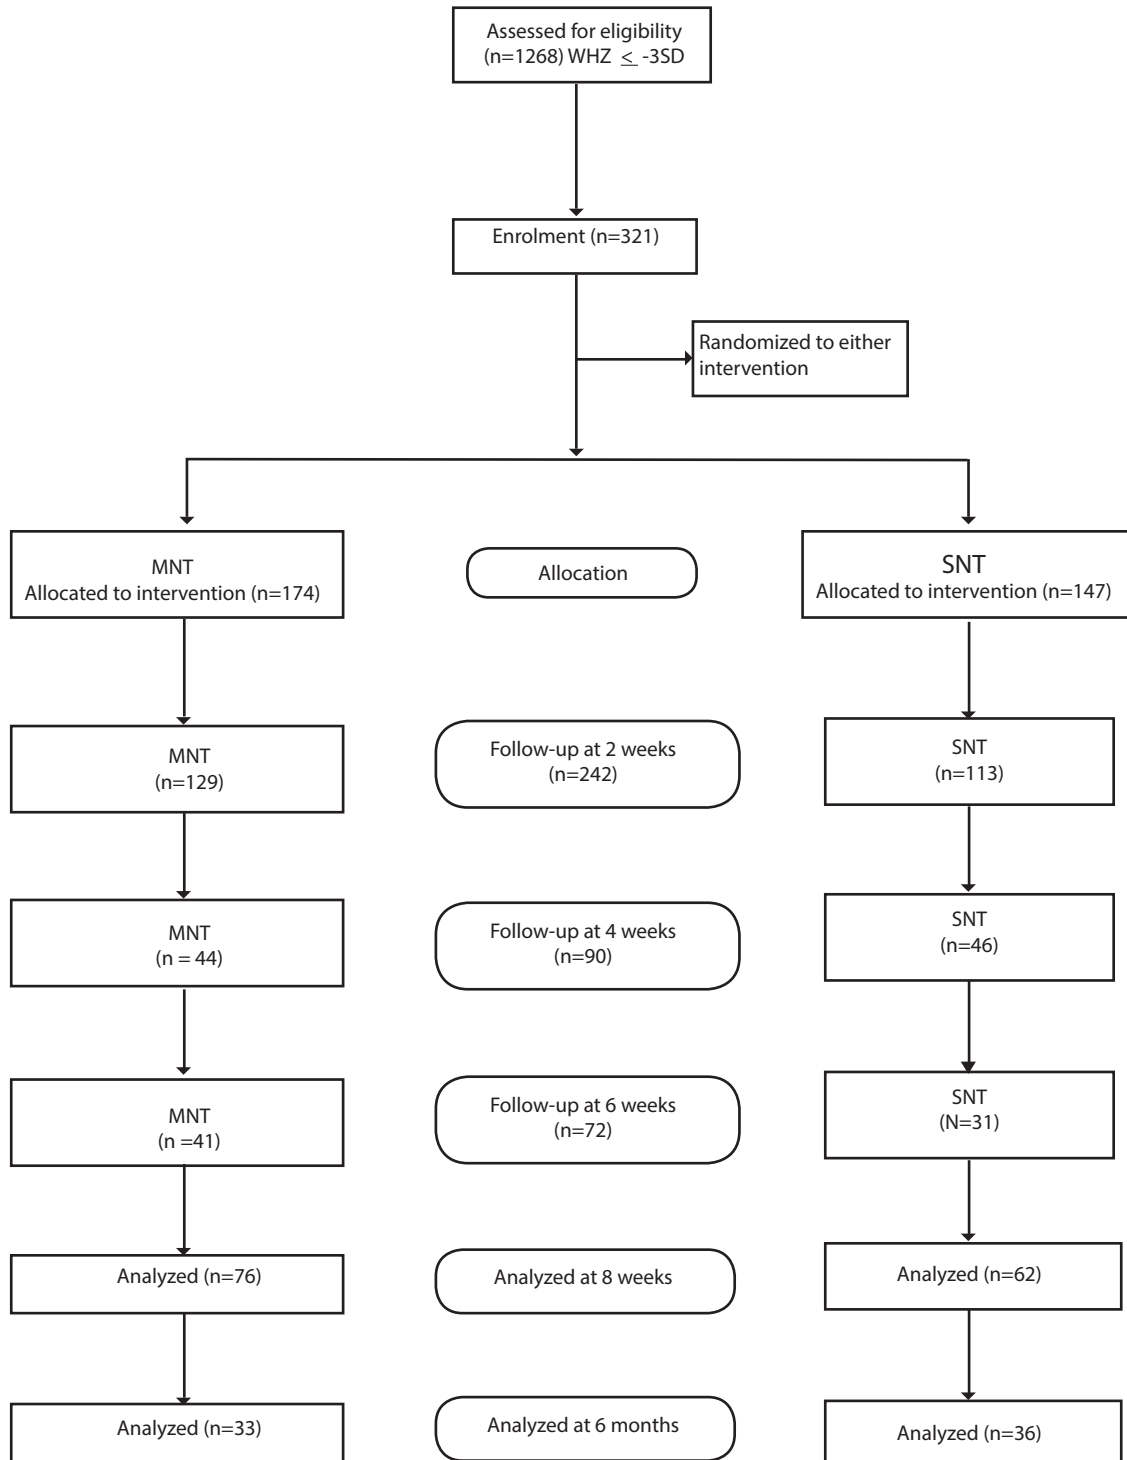 Assessed for eligibility
(n=1268) WHZ ≤ -3SD
Enrolment (n=321)
Randomized to either
intervention
MNT
Allocated to intervention (n=174)
Allocation
SNT
Allocated to intervention (n=147)
MNT
(n=129)
Follow-up at 2 weeks
(n=242)
SNT
(n=113)
MNT
(n = 44)
Follow-up at 4 weeks
(n=90)
SNT
(n=46)
MNT
(n =41)
Follow-up at 6 weeks
(n=72)
SNT
(N=31)
Analyzed (n=76)
Analyzed at 8 weeks
Analyzed (n=62)
Analyzed (n=33)
Analyzed at 6 months
Analyzed (n=36)